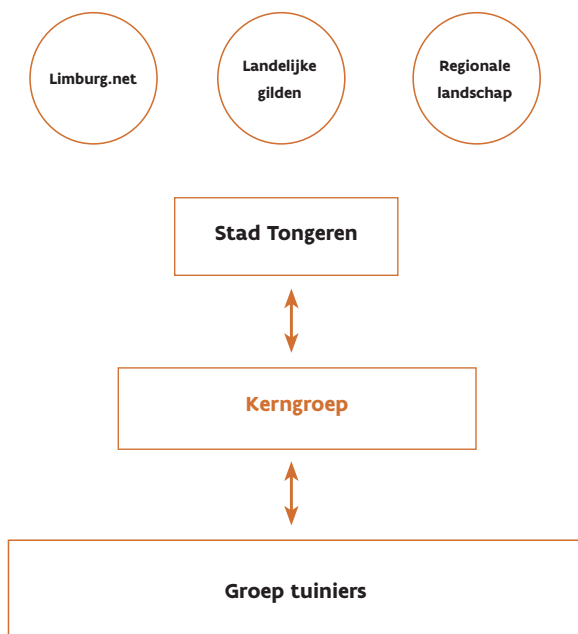 Limburg.net
Landelijke
gilden
Regionale
landschap
Stad Tongeren
Kerngroep
Groep tuiniers